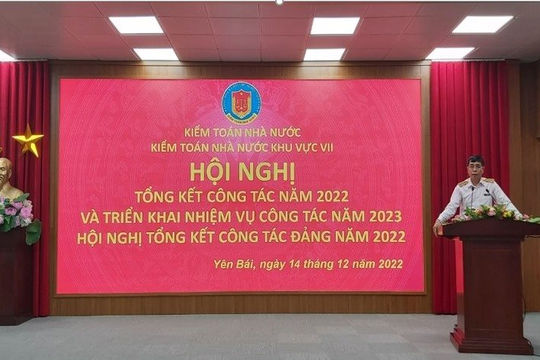 KIỂM TOÁN NHÀ NƯỚC
KIỂM TOÁN NHÀ NƯỚC KHU VỰC VII
HỘI NGHỊ
TỔNG KẾT CÔNG TÁC NĂM 2022
VÀ TRIỂN KHAI NHIỆM VỤ CÔNG TÁC NĂM 2023
HỘI NGHỊ TỔNG KẾT CÔNG TÁC ĐẢNG NĂM 2022
Yên Bái, ngày 14 tháng 12 năm 2022